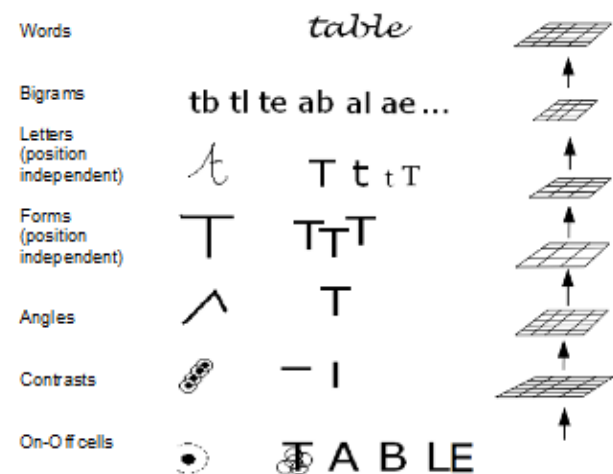 Words table
Bigrams tb tl te ab al ae...
Letters
(position
independent) t T t t T
Forms
(position
independent) T T T T
Angles T
Contrasts
On-Off cells T A B LE